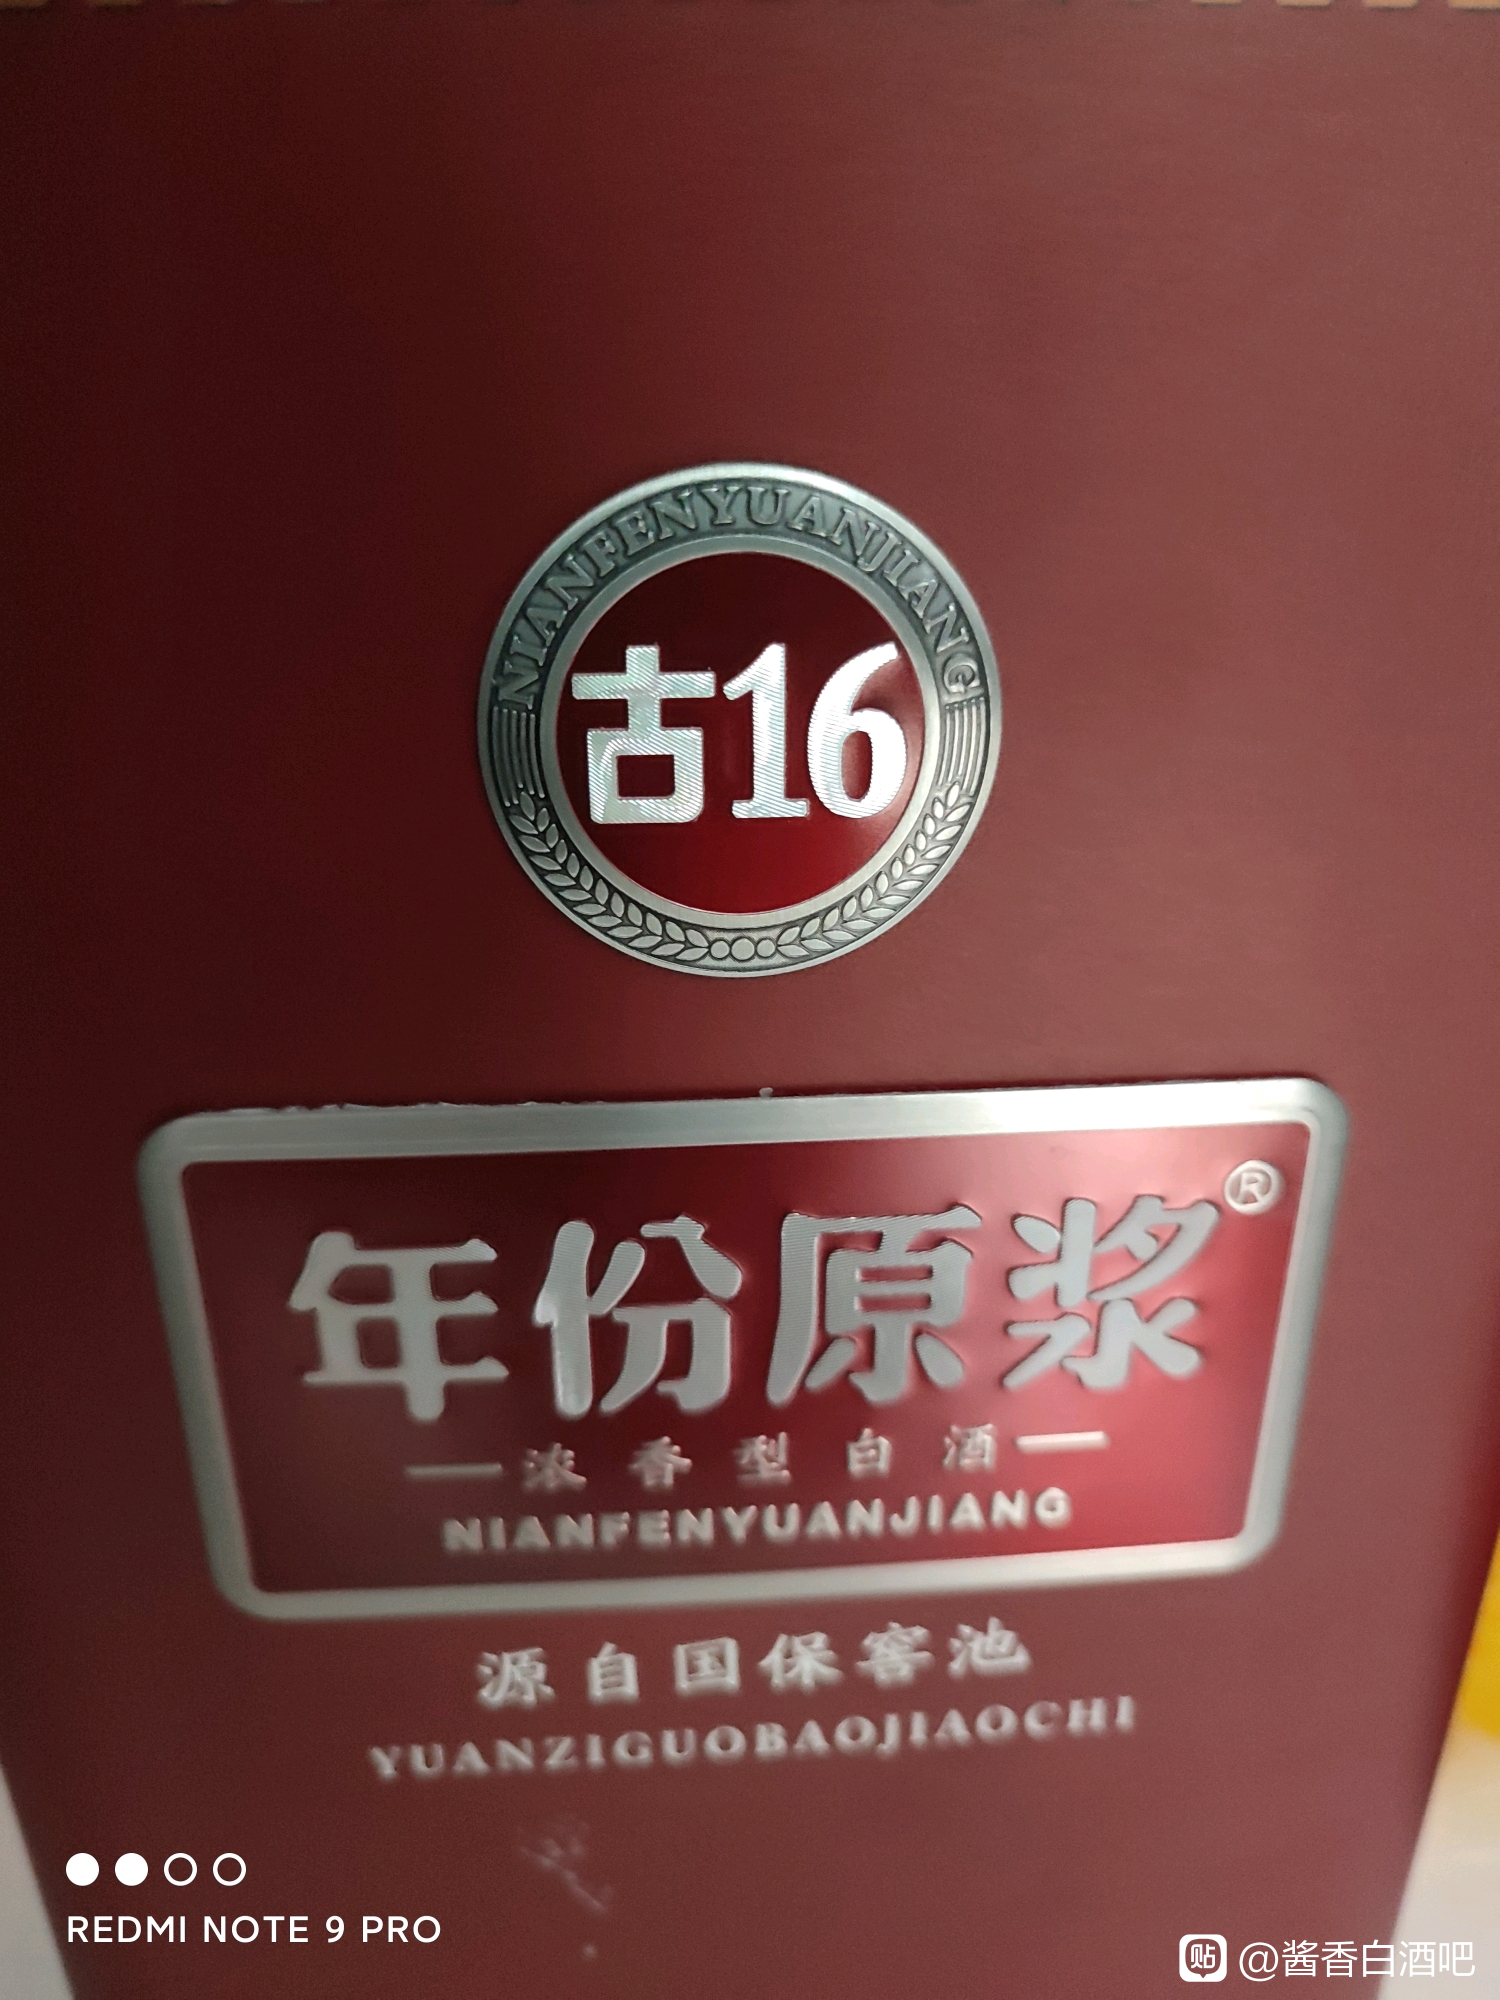 NIANFENYUANJIANG
古16
年份原浆®
浓香型白酒
NIANFENYUANJIANG
源自国保窖池
YUANZIGUOBAOJIAOCHI
REDMI NOTE 9 PRO
贴 @酱香白酒吧